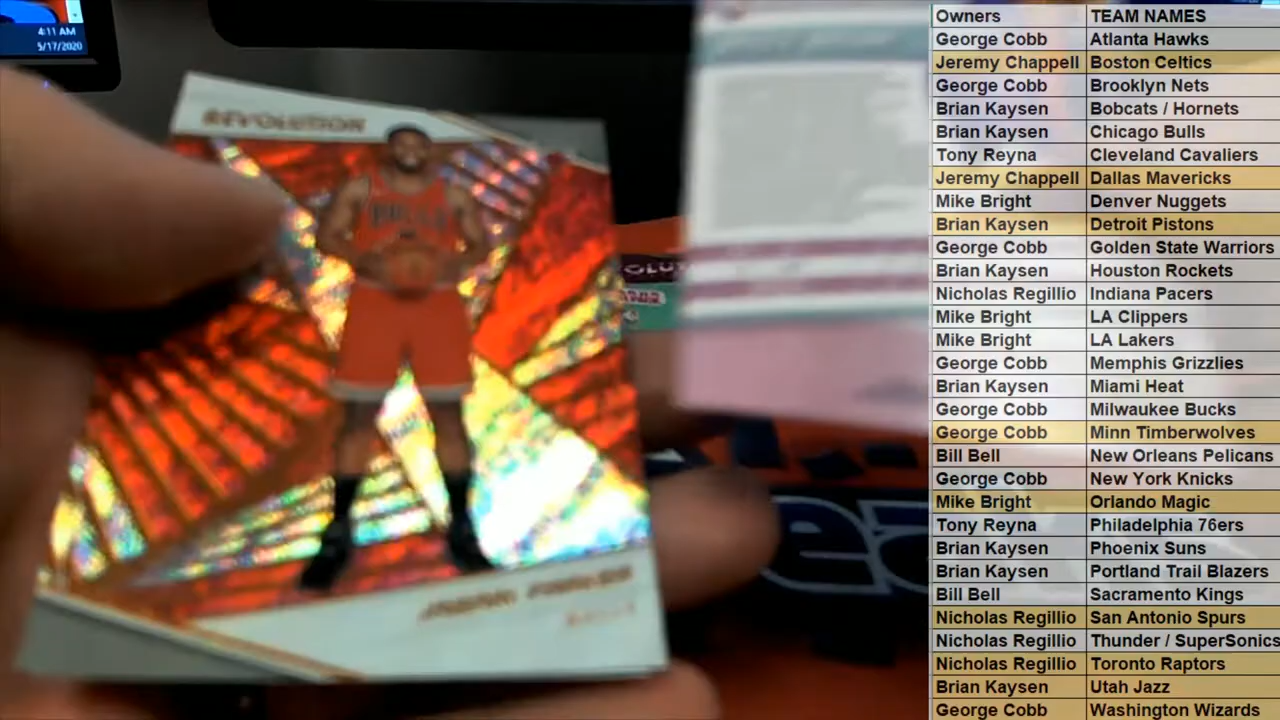 4:11 AM
5/17/2020
REVOLUTION
BULLS
JABARI PARKER
BULLS
Owners TEAM NAMES
George Cobb Atlanta Hawks
Jeremy Chappell Boston Celtics
George Cobb Brooklyn Nets
Brian Kaysen Bobcats / Hornets
Brian Kaysen Chicago Bulls
Tony Reyna Cleveland Cavaliers
Jeremy Chappell Dallas Mavericks
Mike Bright Denver Nuggets
Brian Kaysen Detroit Pistons
George Cobb Golden State Warriors
Brian Kaysen Houston Rockets
Nicholas Regillio Indiana Pacers
Mike Bright LA Clippers
Mike Bright LA Lakers
George Cobb Memphis Grizzlies
Brian Kaysen Miami Heat
George Cobb Milwaukee Bucks
George Cobb Minn Timberwolves
Bill Bell New Orleans Pelicans
George Cobb New York Knicks
Mike Bright Orlando Magic
Tony Reyna Philadelphia 76ers
Brian Kaysen Phoenix Suns
Brian Kaysen Portland Trail Blazers
Bill Bell Sacramento Kings
Nicholas Regillio San Antonio Spurs
Nicholas Regillio Thunder / SuperSonics
Nicholas Regillio Toronto Raptors
Brian Kaysen Utah Jazz
George Cobb Washington Wizards